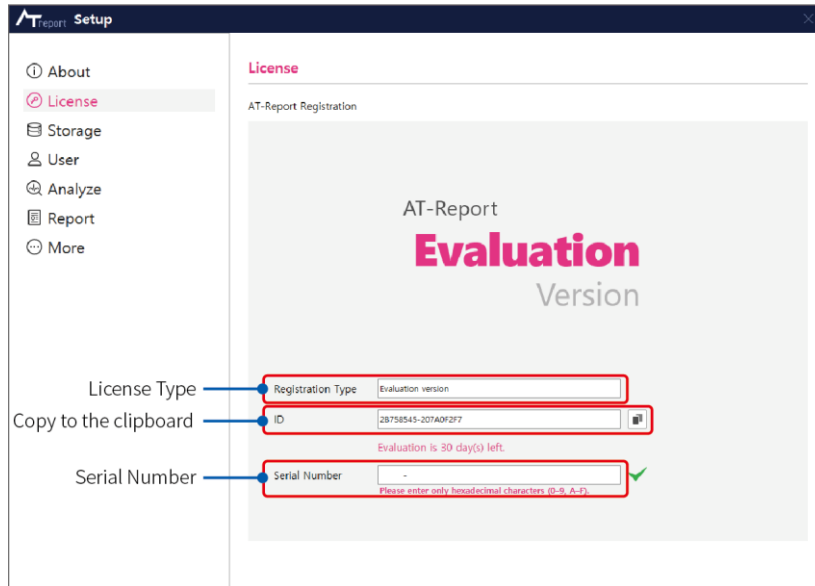 ATreport Setup
About
License
Storage
User
Analyze
Report
More
License
AT-Report Registration
AT-Report
Evaluation
Version
License Type
Registration Type
Evaluation version
Copy to the clipboard
ID
2B758545-207A0F2F7
Evaluation is 30 day(s) left.
Serial Number
Serial Number
-
Please enter only hexadecimal characters (0-9, A-F).